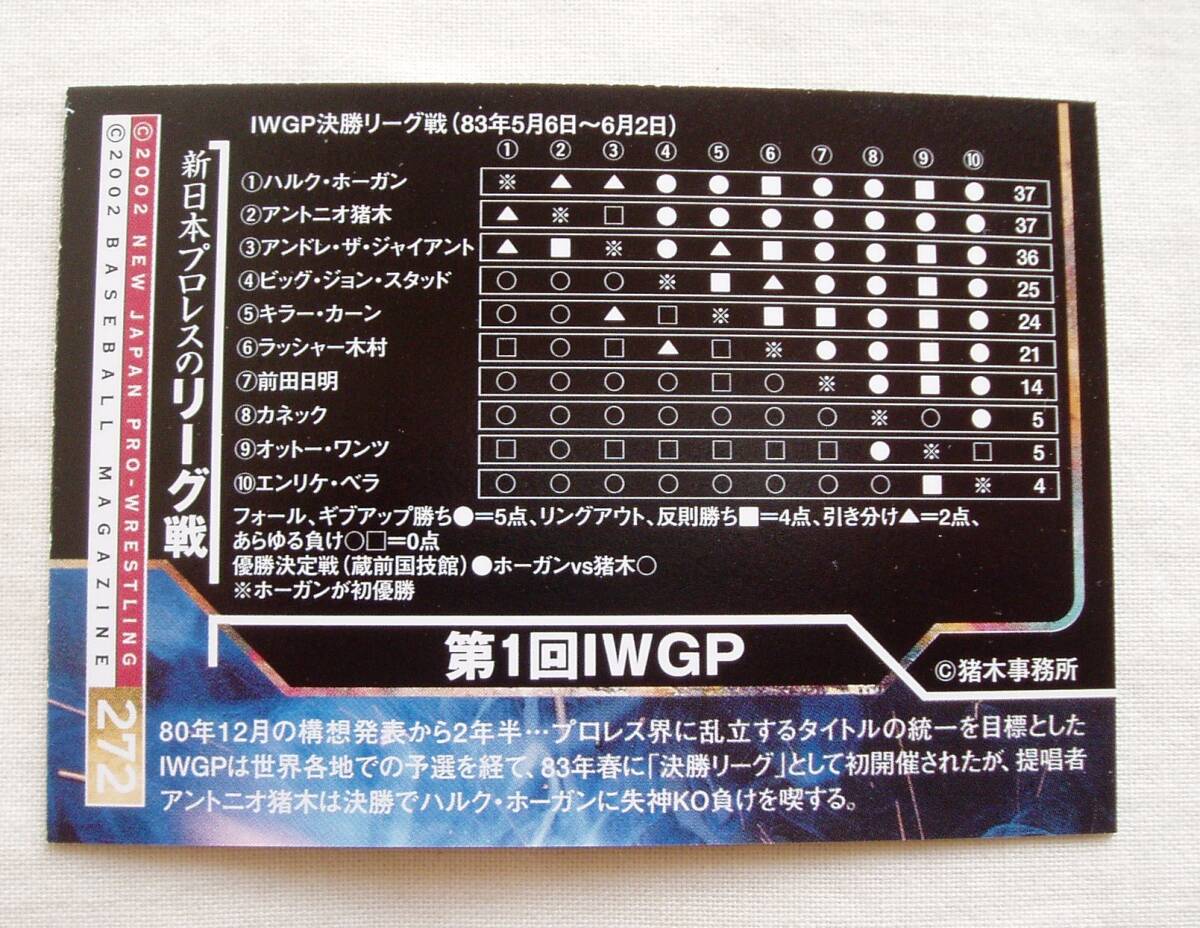 ©2002 NEW JAPAN PRO-WRESTLING
©2002 BASEBALL MAGAZINE
272
新日本プロレスのリーグ戦
IWGP決勝リーグ戦(83年5月6日〜6月2日)
① ② ③ ④ ⑤ ⑥ ⑦ ⑧ ⑨ ⑩
①ハルク・ホーガン ※ ▲ ▲ ● ● ■ ● ● ■ ● 37
②アントニオ猪木 ▲ ※ □ ● ● ● ● ● ● ● 37
③アンドレ・ザ・ジャイアント ▲ ■ ※ ● ▲ ■ ● ● ■ ● 36
④ビッグ・ジョン・スタッド ○ ○ ○ ※ ■ ▲ ● ● ■ ● 25
⑤キラー・カーン ○ ○ ▲ □ ※ ■ ■ ● ■ ● 24
⑥ラッシャー木村 □ ○ □ ▲ □ ※ ● ● ■ ● 21
⑦前田日明 ○ ○ ○ ○ □ ○ ※ ● ■ ● 14
⑧カネック ○ ○ ○ ○ ○ ○ ○ ※ ○ ● 5
⑨オットー・ワンツ □ ○ □ □ □ □ □ ● ※ □ 5
⑩エンリケ・ベラ ○ ○ ○ ○ ○ ○ ○ ○ ■ ※ 4
フォール、ギブアップ勝ち●=5点、リングアウト、反則勝ち■=4点、引き分け▲=2点、
あらゆる負け○□=0点
優勝決定戦(蔵前国技館)●ホーガンvs猪木○
※ホーガンが初優勝
第1回IWGP
©猪木事務所
80年12月の構想発表から2年半…プロレス界に乱立するタイトルの統一を目標とした
IWGPは世界各地での予選を経て、83年春に「決勝リーグ」として初開催されたが、提唱者
アントニオ猪木は決勝でハルク・ホーガンに失神KO負けを喫する。